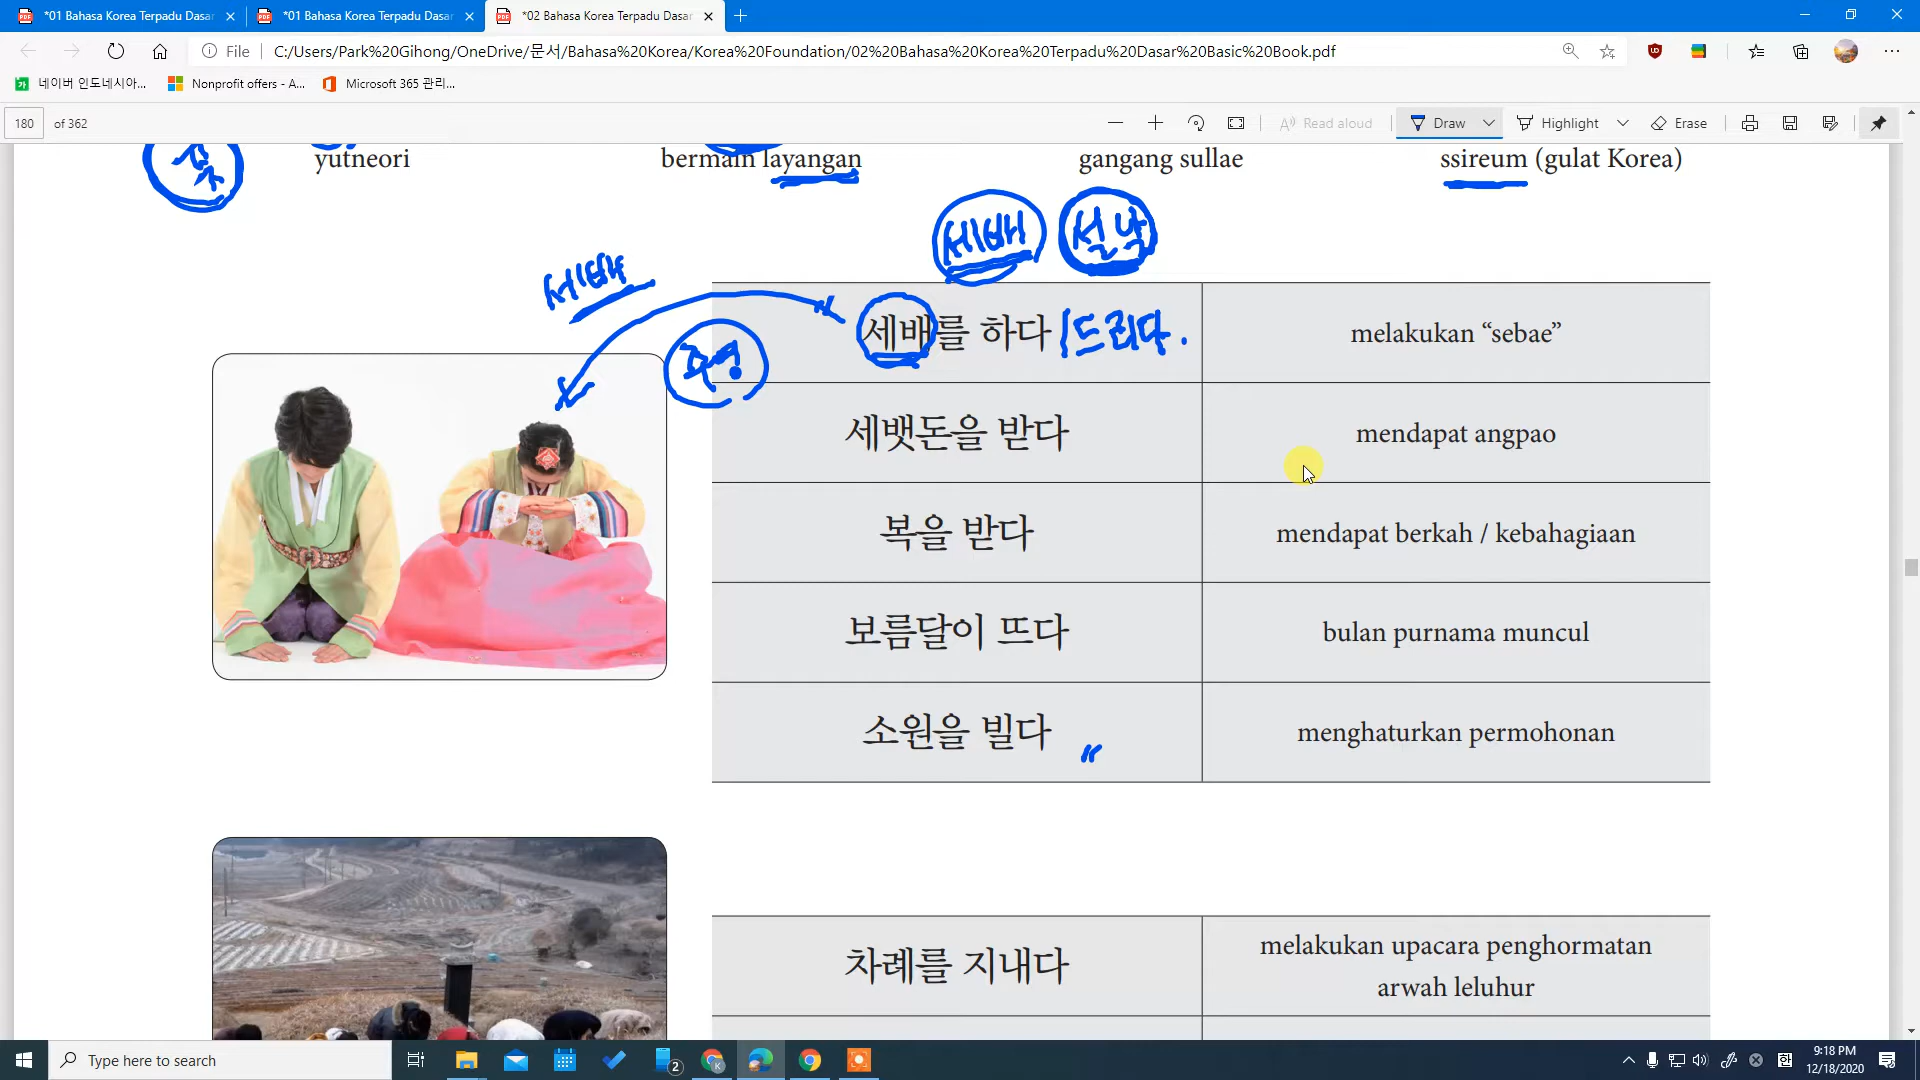 *01 Bahasa Korea Terpadu Dasar
*01 Bahasa Korea Terpadu Dasar
*02 Bahasa Korea Terpadu Dasar
File
C:/Users/Park%20Gihong/OneDrive/문서/Bahasa%20Korea/Korea%20Foundation/02%20Bahasa%20Korea%20Terpadu%20Dasar%20Basic%20Book.pdf
네이버 인도네시아... Nonprofit offers - A... Microsoft 365 관리...
180 of 362 Read aloud Draw Highlight Erase
yutneori bermam layangan gangang sullae ssireum (gulat Korea)
세배 설날
세배
세배를 하다 /드리다. melakukan “sebae”
세뱃돈을 받다 mendapat angpao
복을 받다 mendapat berkah / kebahagiaan
보름달이 뜨다 bulan purnama muncul
소원을 빌다 menghaturkan permohonan
차례를 지내다 melakukan upacara penghormatan
arwah leluhur
Type here to search
2
한
9:18 PM
12/18/2020